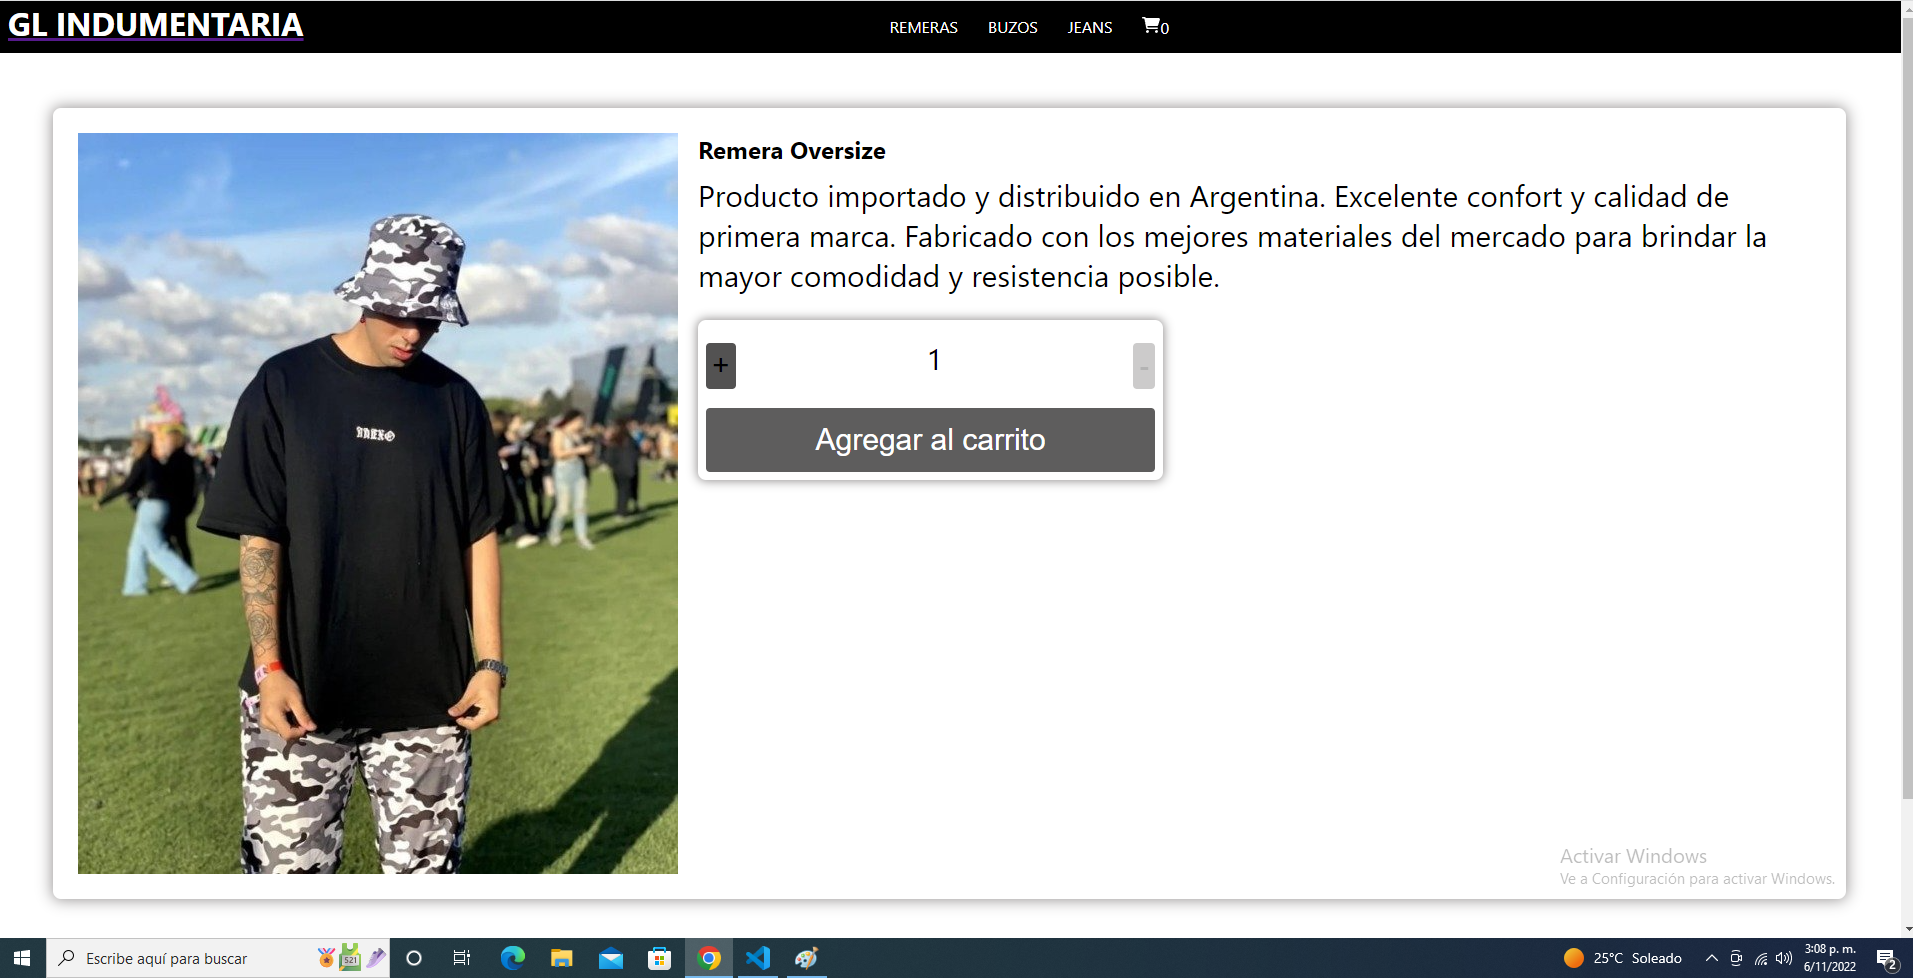 GL INDUMENTARIA
REMERAS
BUZOS
JEANS
0
Remera Oversize
Producto importado y distribuido en Argentina. Excelente confort y calidad de
primera marca. Fabricado con los mejores materiales del mercado para brindar la
mayor comodidad y resistencia posible.
+
1
-
Agregar al carrito
Activar Windows
Ve a Configuración para activar Windows.
Escribe aquí para buscar
521
25°C Soleado
3:08 p. m.
6/11/2022
2